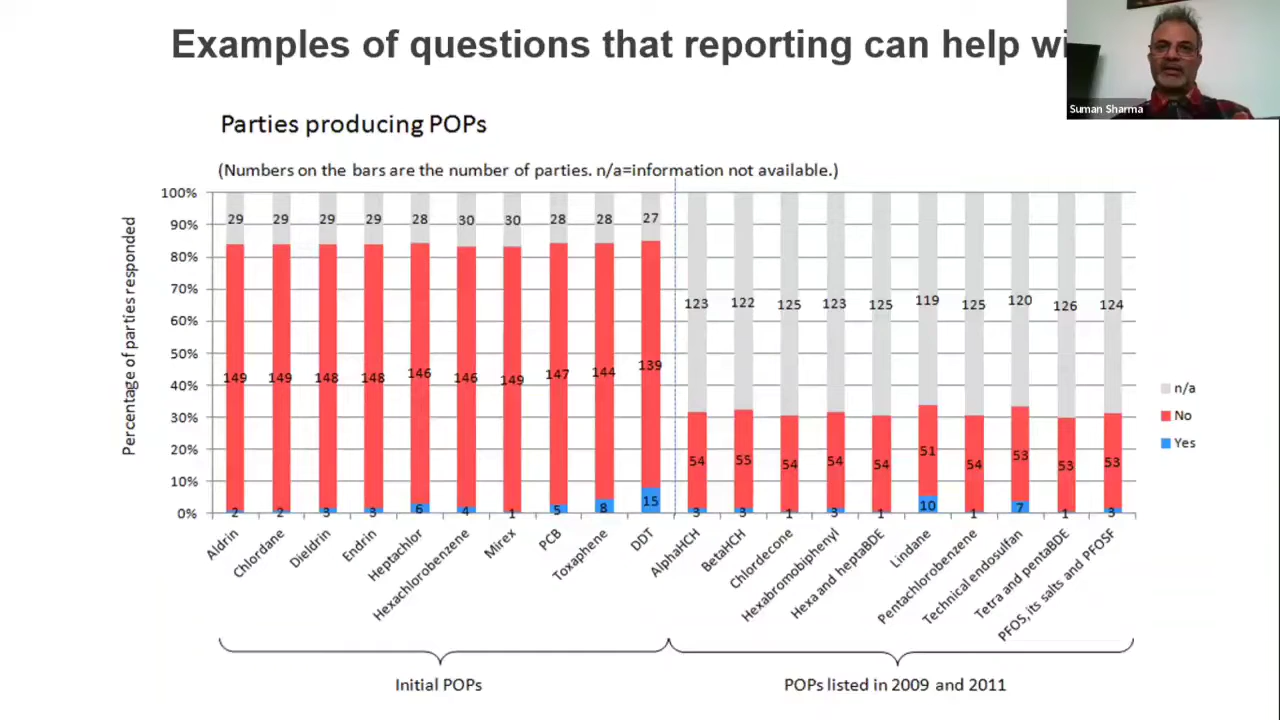 Examples of questions that reporting can help wi
Suman Sharma
Parties producing POPs
(Numbers on the bars are the number of parties. n/a=information not available.)
Percentage of parties responded
100%
90%
80%
70%
60%
50%
40%
30%
20%
10%
0%
29 29 29 29 28 30 30 28 28 27
123 122 125 123 125 119 125 120 126 124
149 149 148 148 146 146 149 147 144 139
54 55 54 54 54 51 54 53 53 53
2 2 3 3 6 4 1 5 8 15 3 3 1 3 1 10 1 7 1 3
n/a
No
Yes
Aldrin
Chlordane
Dieldrin
Endrin
Heptachlor
Hexachlorobenzene
Mirex
PCB
Toxaphene
DDT
AlphaHCH
BetaHCH
Chlordecone
Hexabromobiphenyl
Hexa and heptaBDE
Lindane
Pentachlorobenzene
Technical endosulfan
Tetra and pentaBDE
PFOS, its salts and PFOSF
Initial POPs
POPs listed in 2009 and 2011